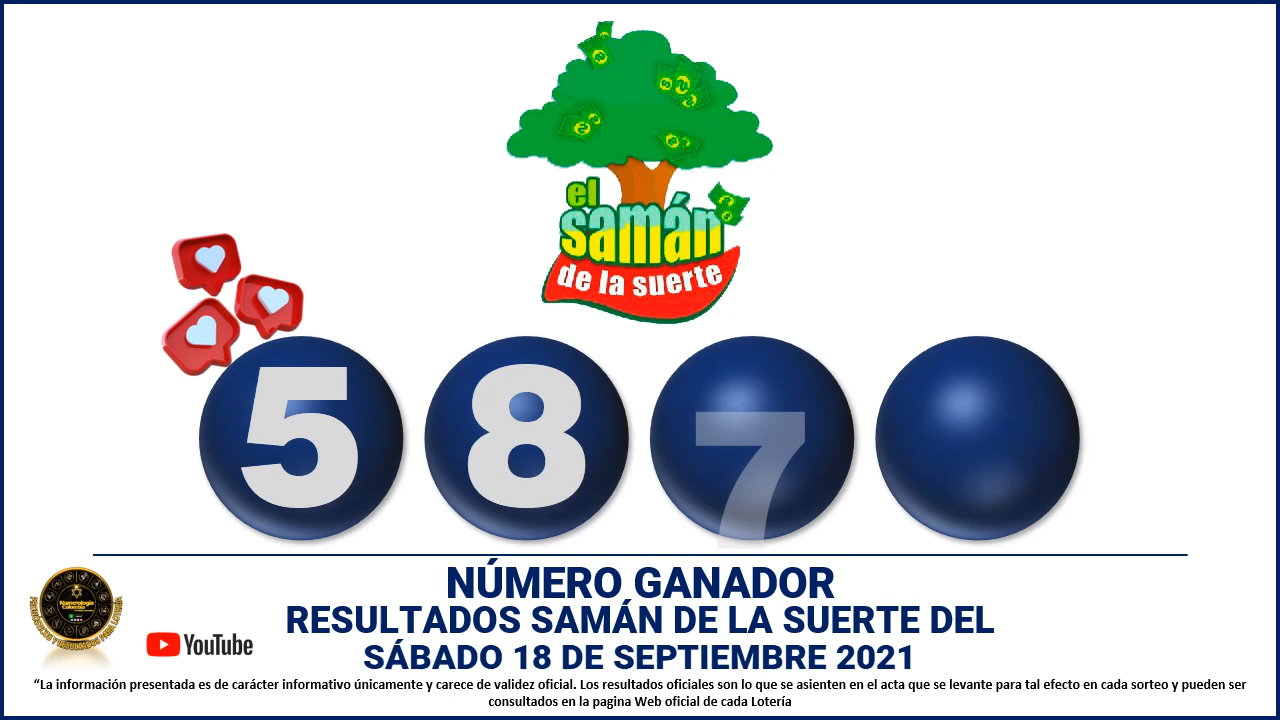 el
samán
de la suerte
5 8 7
NÚMERO GANADOR
RESULTADOS SAMÁN DE LA SUERTE DEL
SÁBADO 18 DE SEPTIEMBRE 2021
Numerología
Colombia
YouTube
“La información presentada es de carácter informativo únicamente y carece de validez oficial. Los resultados oficiales son lo que se asienten en el acta que se levante para tal efecto en cada sorteo y pueden ser
consultados en la pagina Web oficial de cada Lotería